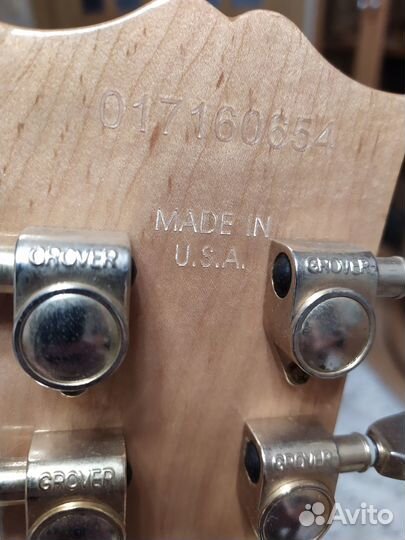 017160654
MADE IN
U.S.A.
GROVER
GROVER
GROVER
GROVER
Avito